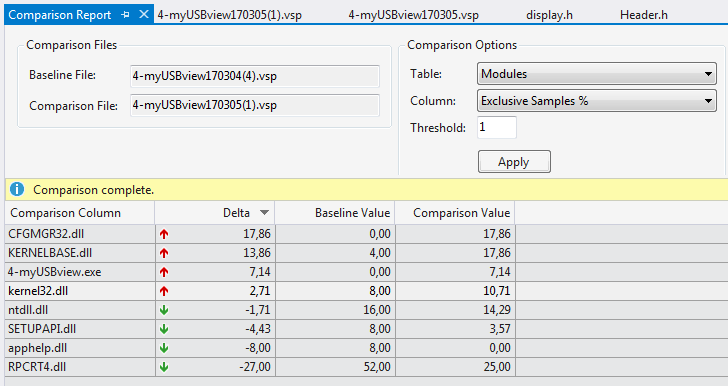 Comparison Report 4-myUSBview170305(1).vsp 4-myUSBview170305.vsp display.h Header.h
Comparison Files Comparison Options
Baseline File: 4-myUSBview170304(4).vsp Table: Modules
Comparison File: 4-myUSBview170305(1).vsp Column: Exclusive Samples %
Threshold: 1
Apply
Comparison complete.
Comparison Column Delta Baseline Value Comparison Value
CFGMGR32.dll 17,86 0,00 17,86
KERNELBASE.dll 13,86 4,00 17,86
4-myUSBview.exe 7,14 0,00 7,14
kernel32.dll 2,71 8,00 10,71
ntdll.dll -1,71 16,00 14,29
SETUPAPI.dll -4,43 8,00 3,57
apphelp.dll -8,00 8,00 0,00
RPCRT4.dll -27,00 52,00 25,00